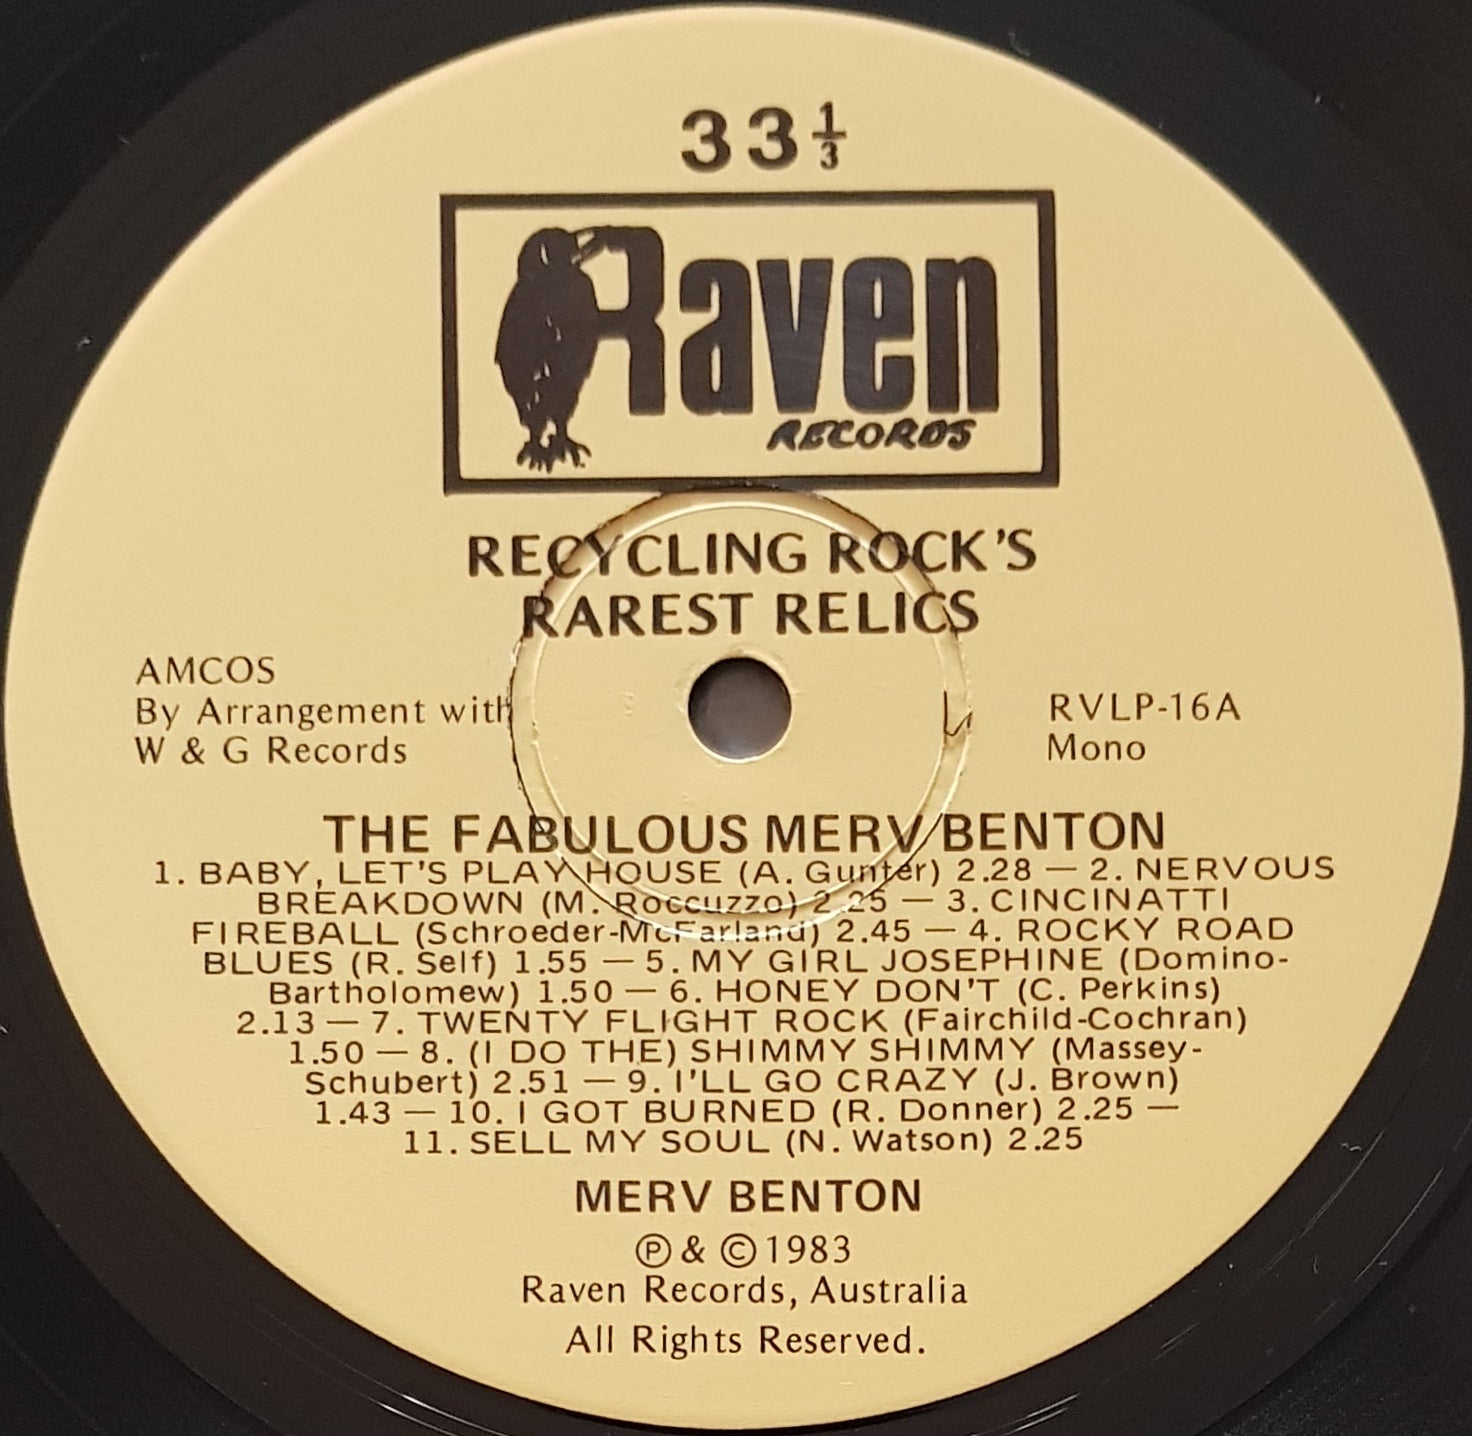 33⅓
Raven
RECORDS
RECYCLING ROCK'S
RAREST RELICS
AMCOS
By Arrangement with
W & G Records
RVLP-16A
Mono
THE FABULOUS MERV BENTON
1. BABY, LET'S PLAY HOUSE (A. Gunter) 2.28 — 2. NERVOUS
BREAKDOWN (M. Roccuzzo) 2.25 — 3. CINCINATTI
FIREBALL (Schroeder-McFarland) 2.45 — 4. ROCKY ROAD
BLUES (R. Self) 1.55 — 5. MY GIRL JOSEPHINE (Domino-
Bartholomew) 1.50 — 6. HONEY DON'T (C. Perkins)
2.13 — 7. TWENTY FLIGHT ROCK (Fairchild-Cochran)
1.50 — 8. (I DO THE) SHIMMY SHIMMY (Massey-
Schubert) 2.51 — 9. I'LL GO CRAZY (J. Brown)
1.43 — 10. I GOT BURNED (R. Donner) 2.25 —
11. SELL MY SOUL (N. Watson) 2.25
MERV BENTON
℗ & © 1983
Raven Records, Australia
All Rights Reserved.